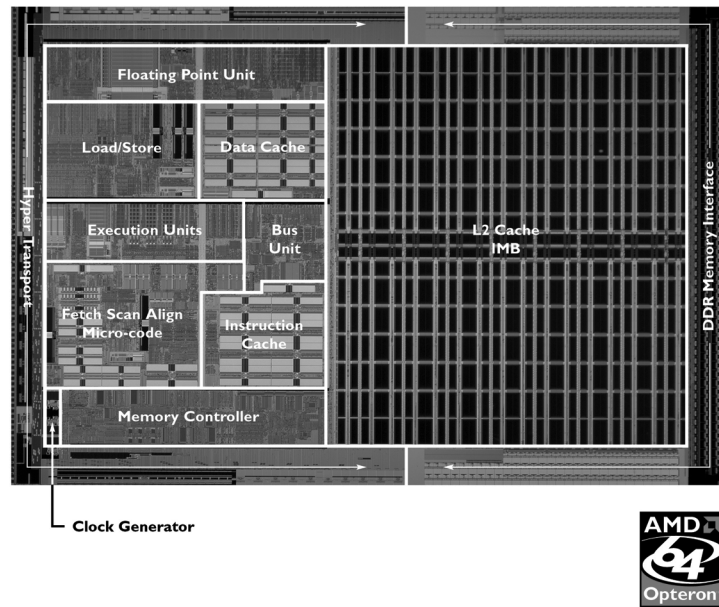 Floating Point Unit
Load/Store
Data Cache
Hyper Transport
Execution Units
Bus
Unit
L2 Cache
IMB
DDR Memory Interface
Fetch Scan Align
Micro-code
Instruction
Cache
Memory Controller
Clock Generator
AMD
64
Opteron